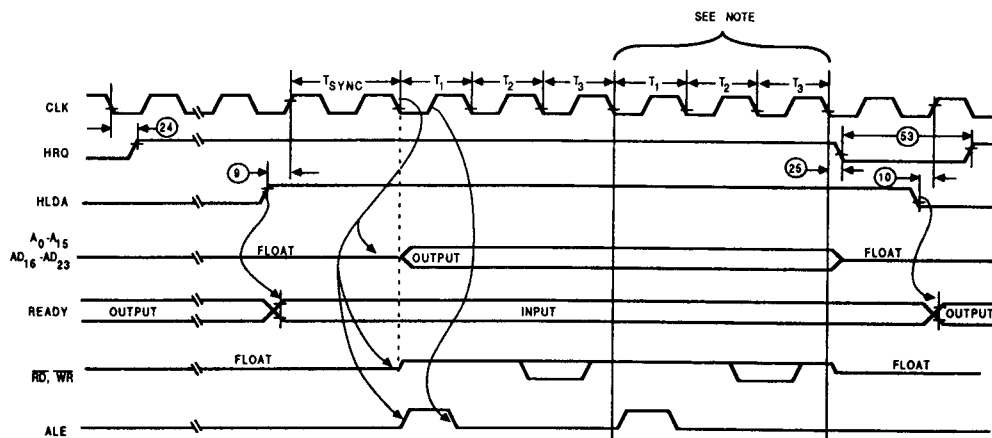 SEE NOTE
TSYNC T1 T2 T3 T1 T2 T3
CLK
24
53
HRQ
9
25
10
HLDA
A0-A15
AD16-AD23
FLOAT
OUTPUT
FLOAT
READY
OUTPUT
INPUT
OUTPUT
RD, WR
FLOAT
FLOAT
ALE